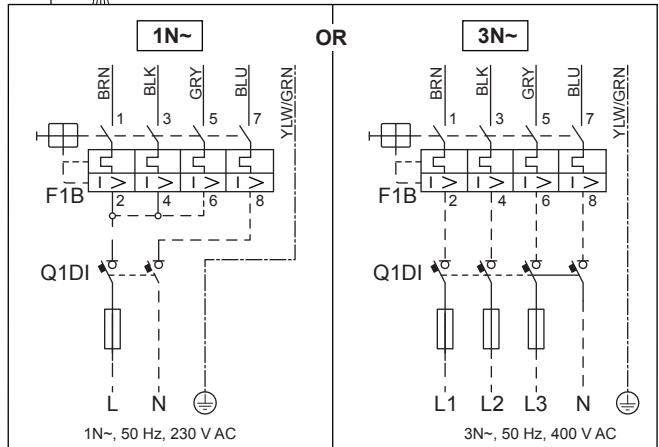 1N~ OR 3N~
BRN BLK GRY BLU YLW/GRN
1 3 5 7
F1B
2 4 6 8
Q1DI
L N
1N~, 50 Hz, 230 V AC
BRN BLK GRY BLU YLW/GRN
1 3 5 7
F1B
2 4 6 8
Q1DI
L1 L2 L3 N
3N~, 50 Hz, 400 V AC